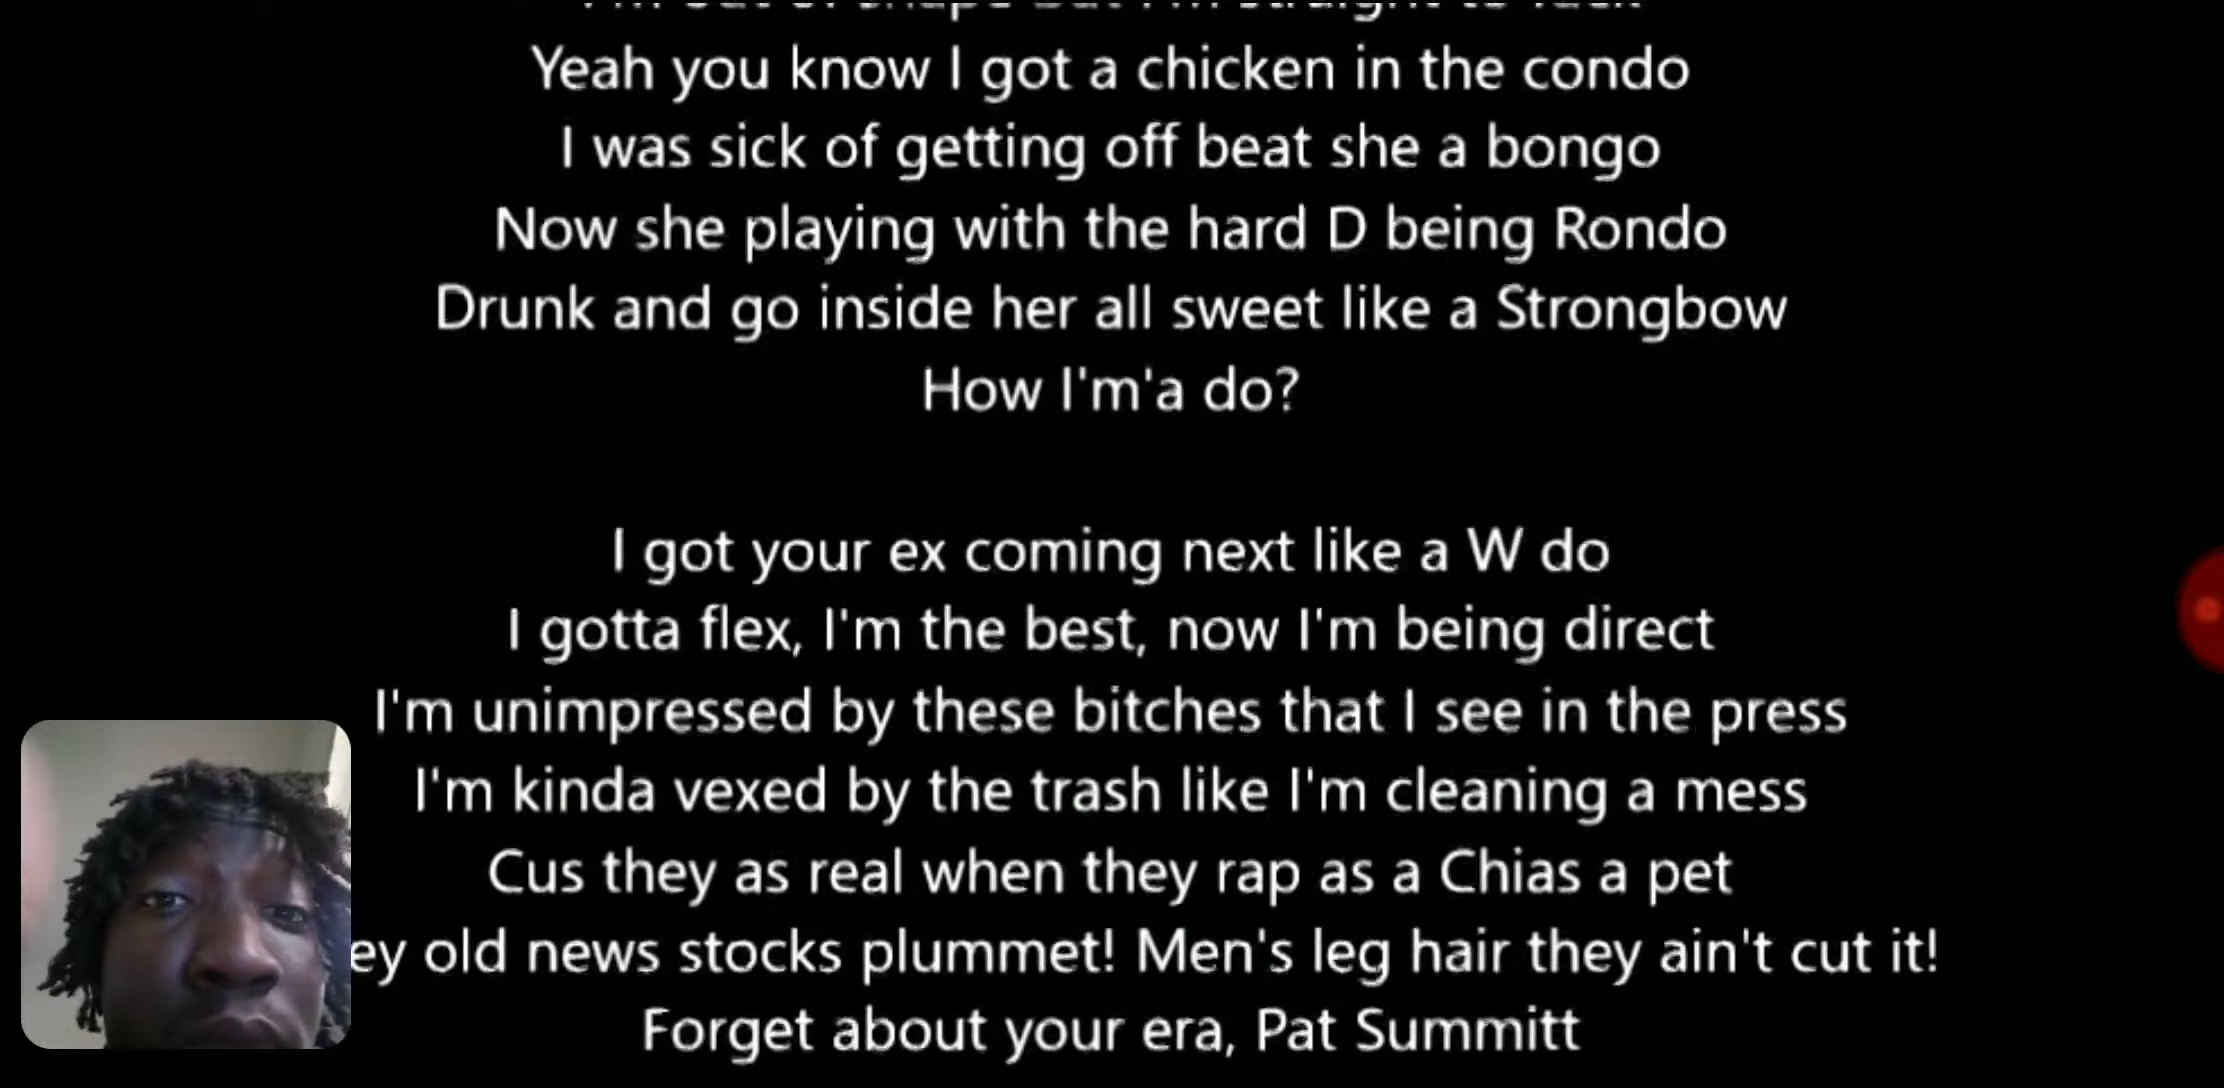 Yeah you know I got a chicken in the condo
I was sick of getting off beat she a bongo
Now she playing with the hard D being Rondo
Drunk and go inside her all sweet like a Strongbow
How I'm'a do?
I got your ex coming next like a W do
I gotta flex, I'm the best, now I'm being direct
I'm unimpressed by these bitches that I see in the press
I'm kinda vexed by the trash like I'm cleaning a mess
Cus they as real when they rap as a Chias a pet
ey old news stocks plummet! Men's leg hair they ain't cut it!
Forget about your era, Pat Summitt